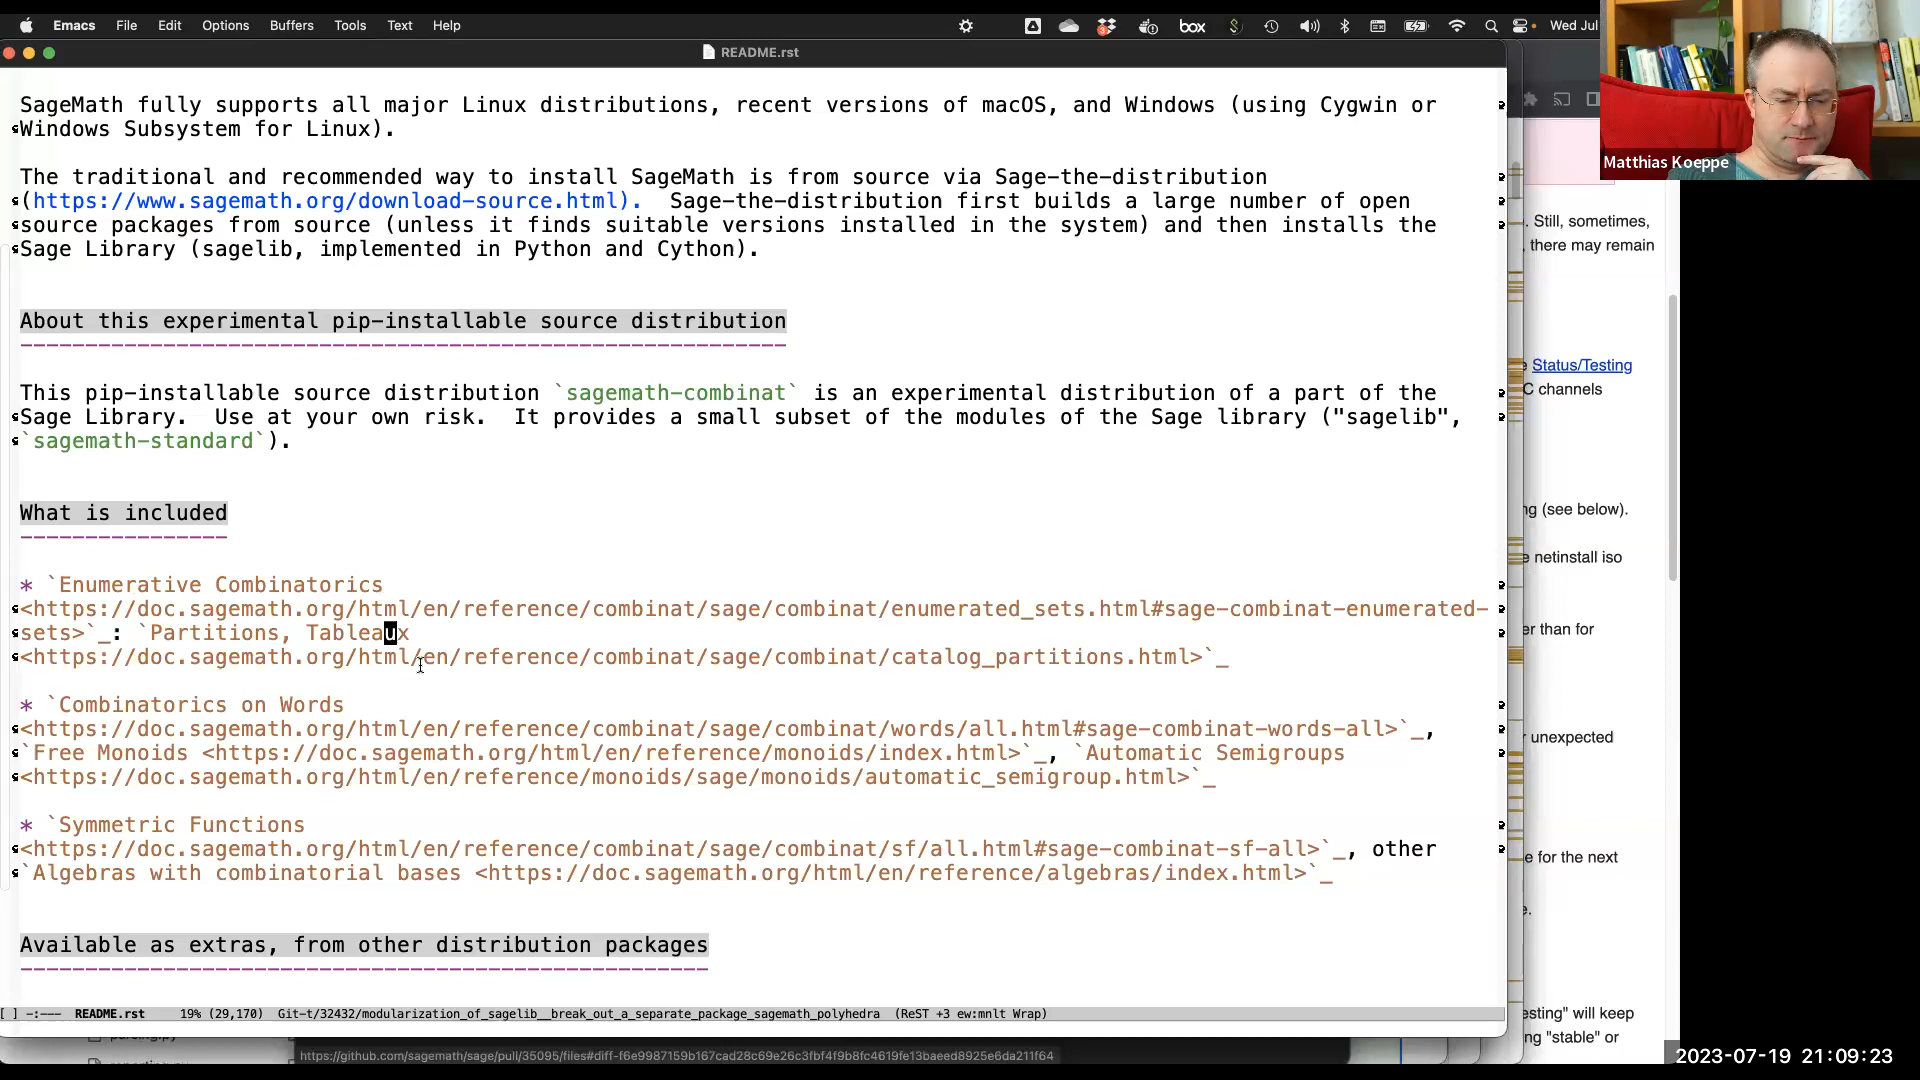 Emacs File Edit Options Buffers Tools Text Help
box
Wed Jul
README.rst
SageMath fully supports all major Linux distributions, recent versions of macOS, and Windows (using Cygwin or
Windows Subsystem for Linux).
The traditional and recommended way to install SageMath is from source via Sage-the-distribution
(https://www.sagemath.org/download-source.html).  Sage-the-distribution first builds a large number of open
source packages from source (unless it finds suitable versions installed in the system) and then installs the
Sage Library (sagelib, implemented in Python and Cython).
About this experimental pip-installable source distribution
-----------------------------------------------------------
This pip-installable source distribution `sagemath-combinat` is an experimental distribution of a part of the
Sage Library.  Use at your own risk.  It provides a small subset of the modules of the Sage library ("sagelib",
`sagemath-standard`).
What is included
----------------
* `Enumerative Combinatorics
<https://doc.sagemath.org/html/en/reference/combinat/sage/combinat/enumerated_sets.html#sage-combinat-enumerated-
sets>`_: `Partitions, Tableaux
<https://doc.sagemath.org/html/en/reference/combinat/sage/combinat/catalog_partitions.html>`_
* `Combinatorics on Words
<https://doc.sagemath.org/html/en/reference/combinat/sage/combinat/words/all.html#sage-combinat-words-all>`_,
`Free Monoids <https://doc.sagemath.org/html/en/reference/monoids/index.html>`_, `Automatic Semigroups
<https://doc.sagemath.org/html/en/reference/monoids/sage/monoids/automatic_semigroup.html>`_
* `Symmetric Functions
<https://doc.sagemath.org/html/en/reference/combinat/sage/combinat/sf/all.html#sage-combinat-sf-all>`_, other
`Algebras with combinatorial bases <https://doc.sagemath.org/html/en/reference/algebras/index.html>`_
Available as extras, from other distribution packages
-----------------------------------------------------
[ ] -:--- README.rst 19% (29,170) Git-t/32432/modularization_of_sagelib__break_out_a_separate_package_sagemath_polyhedra (ReST +3 ew:mnlt Wrap)
https://github.com/sagemath/sage/pull/35095/files#diff-f6e9987159b167cad28c69e26c3fbf4f9b8fc4619fe13baeed8925e6da211f64
Matthias Koeppe
. Still, sometimes,
, there may remain
Status/Testing
C channels
ng (see below).
e netinstall iso
er than for
r unexpected
e for the next
e.
esting" will keep
ng "stable" or
2023-07-19 21:09:23